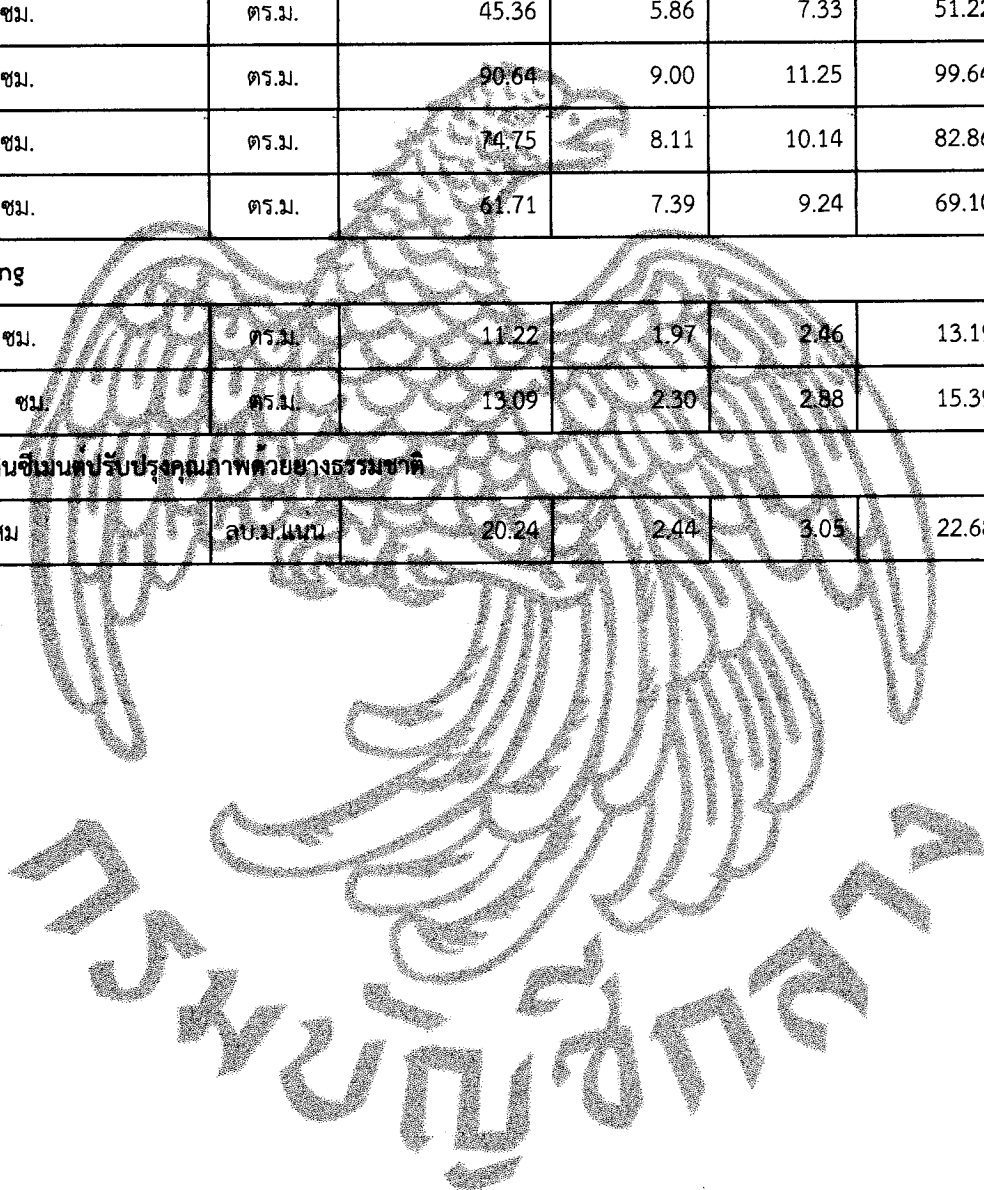 ซม. ตร.ม. 45.36 5.86 7.33 51.22
ซม. ตร.ม. 90.64 9.00 11.25 99.64
ซม. ตร.ม. 74.75 8.11 10.14 82.86
ซม. ตร.ม. 61.71 7.39 9.24 69.10
ng
ซม. ตร.ม. 11.22 1.97 2.46 13.19
ซม. ตร.ม. 13.09 2.30 2.88 15.39
นซีเมนต์ปรับปรุงคุณภาพด้วยยางธรรมชาติ
สม ลบ.ม.แน่น 20.24 2.44 3.05 22.68
กรมบัญชีกลาง